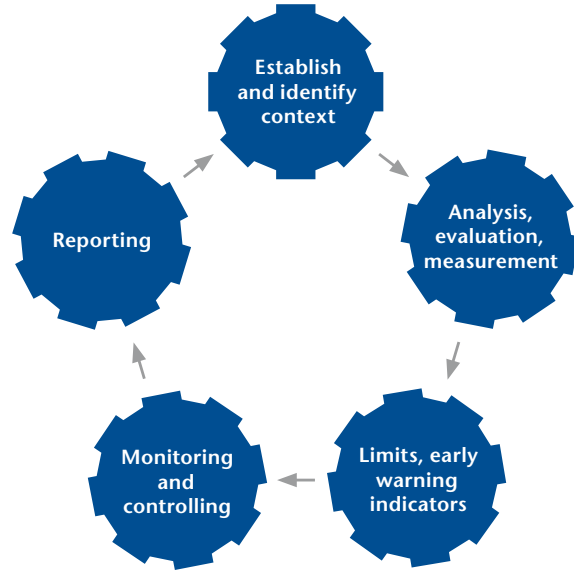 Establish
and identify
context
Analysis,
evaluation,
measurement
Limits, early
warning
indicators
Monitoring
and
controlling
Reporting